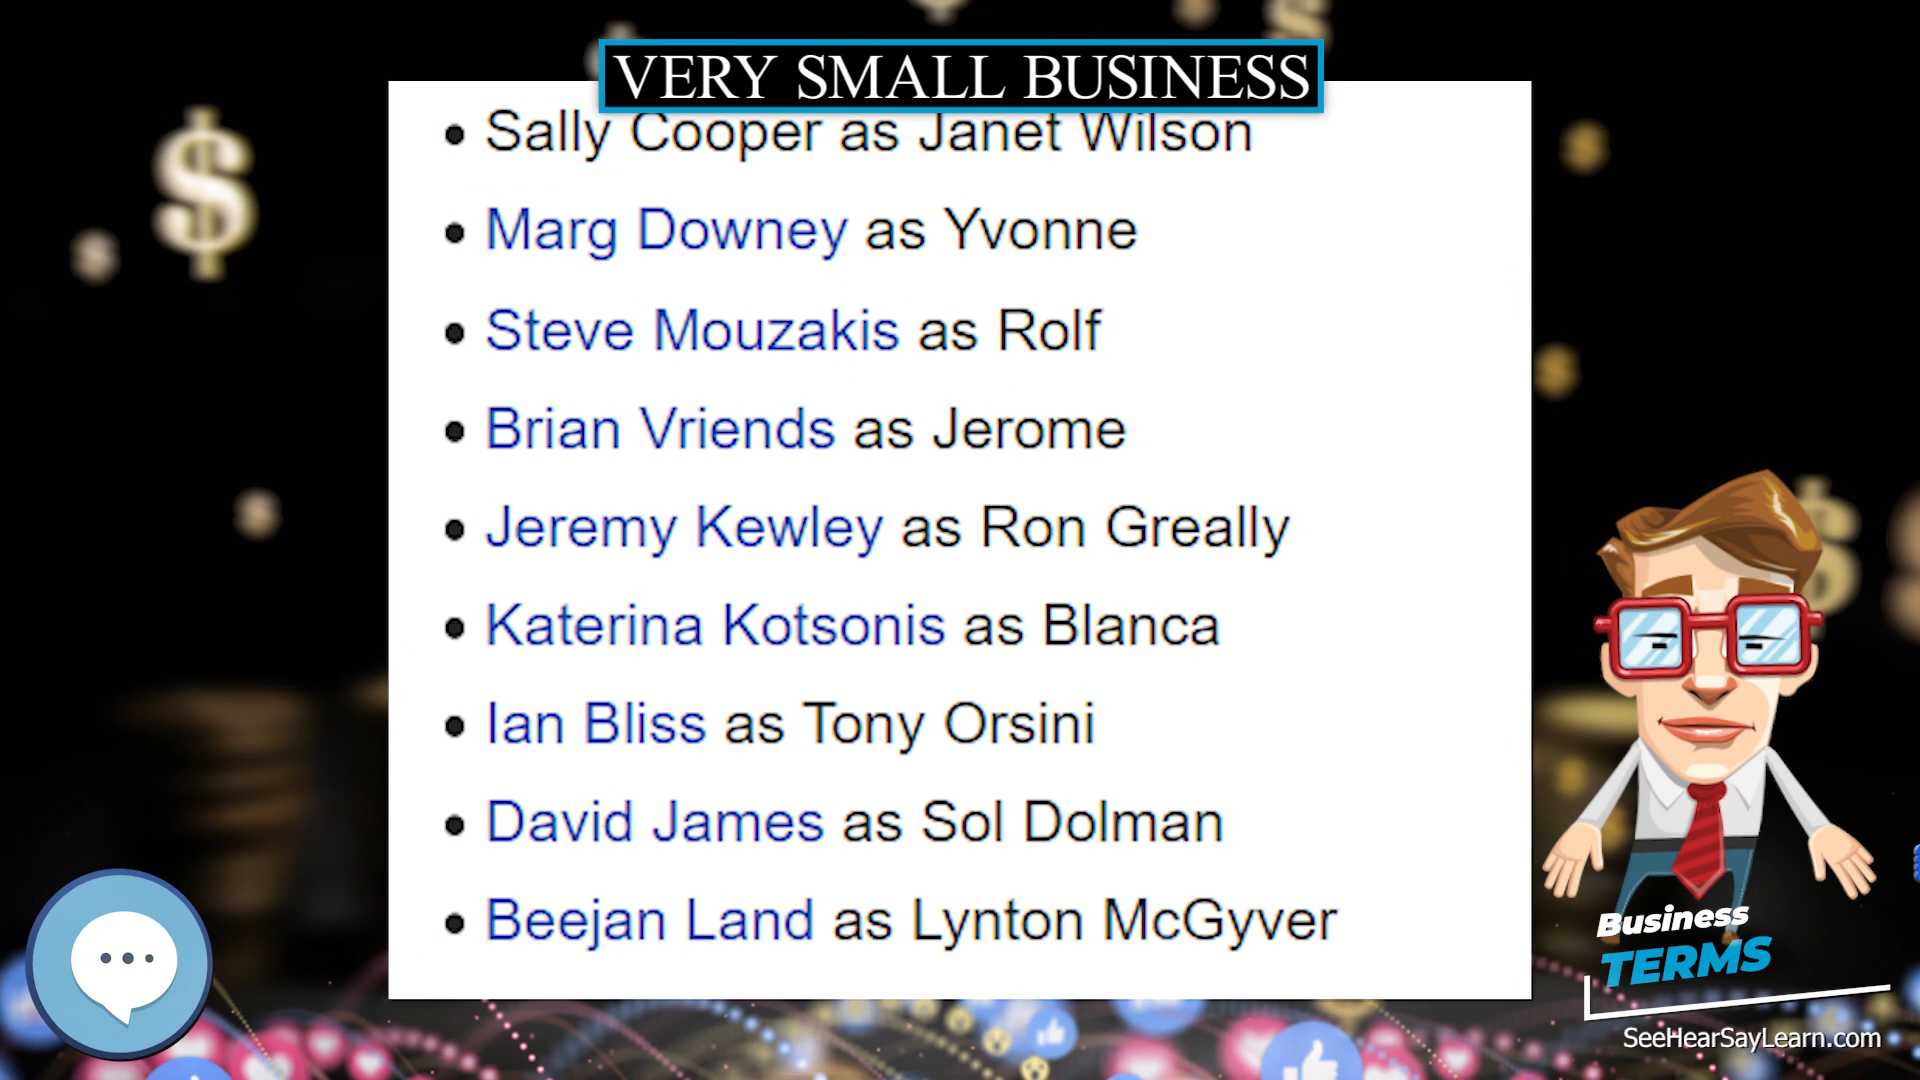 VERY SMALL BUSINESS
• Sally Cooper as Janet Wilson
• Marg Downey as Yvonne
• Steve Mouzakis as Rolf
• Brian Vriends as Jerome
• Jeremy Kewley as Ron Greally
• Katerina Kotsonis as Blanca
• Ian Bliss as Tony Orsini
• David James as Sol Dolman
• Beejan Land as Lynton McGyver
Business
TERMS
SeeHearSayLearn.com